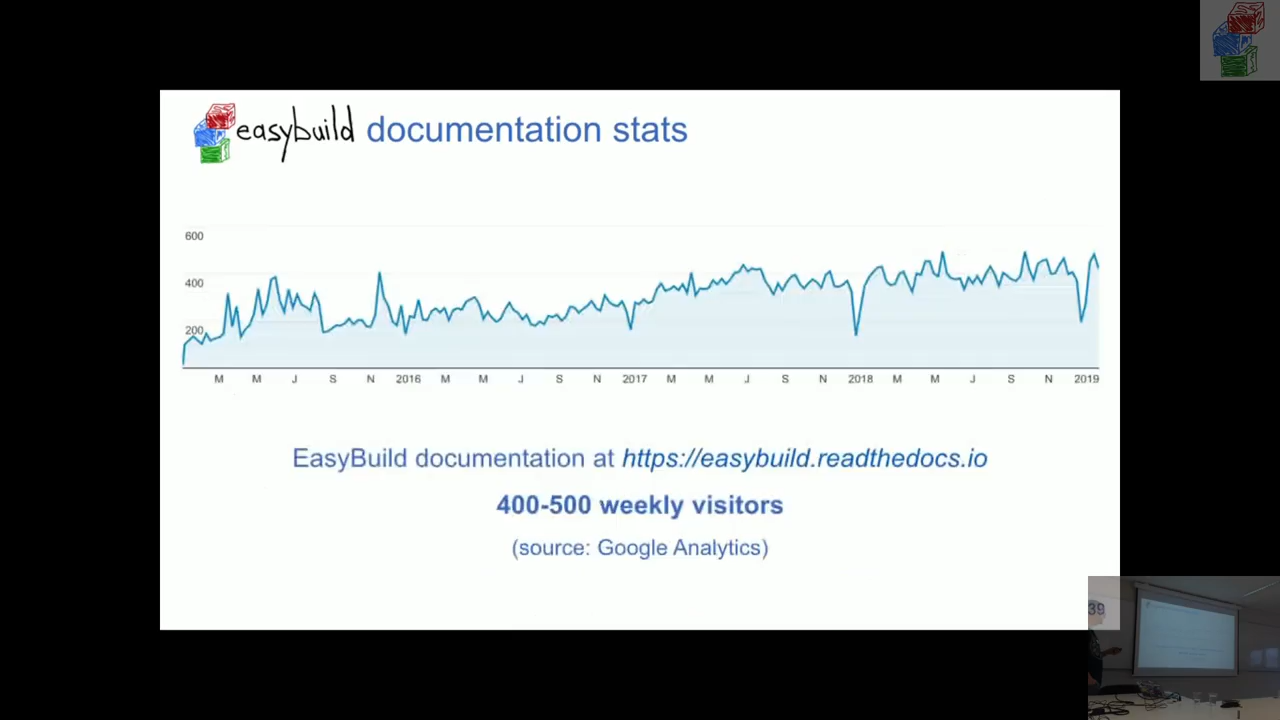 easybuild documentation stats
600
400
200
M M J S N 2016 M M J S N 2017 M M J S N 2018 M M J S N 2019
EasyBuild documentation at https://easybuild.readthedocs.io
400-500 weekly visitors
(source: Google Analytics)
39